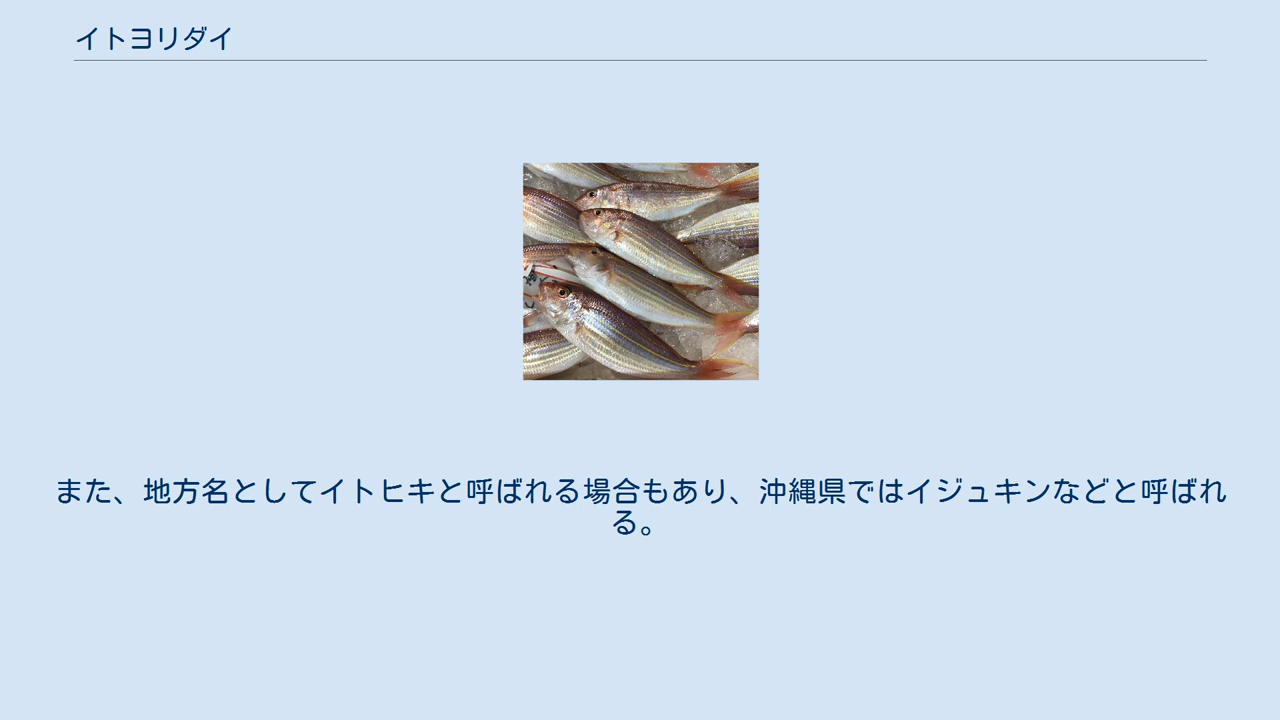 イトヨリダイ
また、地方名としてイトヒキと呼ばれる場合もあり、沖縄県ではイジュキンなどと呼ばれ
る。